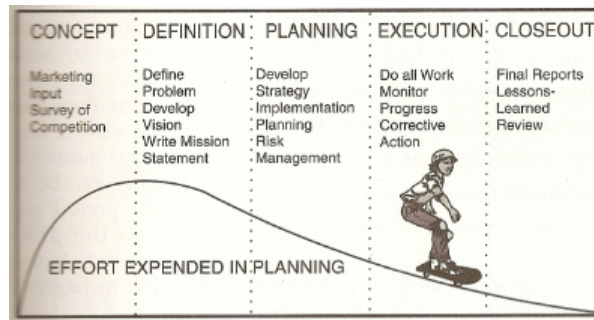 CONCEPT
Marketing
Input
Survey of
Competition
DEFINITION
Define
Problem
Develop
Vision
Write Mission
Statement
PLANNING
Develop
Strategy
Implementation
Planning
Risk
Management
EXECUTION
Do all Work
Monitor
Progress
Corrective
Action
CLOSEOUT
Final Reports
Lessons-
Learned
Review
EFFORT EXPENDED IN PLANNING